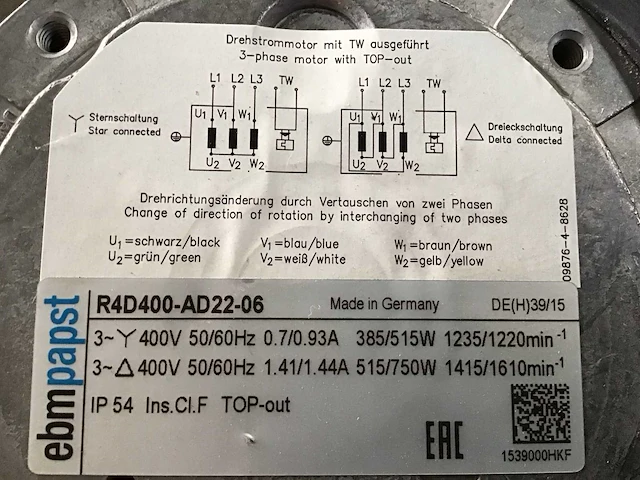 Drehstrommotor mit TW ausgeführt
3-phase motor with TOP-out
L1 L2 L3 TW
L1 L2 L3 TW
U1 V1 W1
U1 V1 W1
Sternschaltung
Star connected
Dreieckschaltung
Delta connected
U2 V2 W2
U2 V2 W2
Drehrichtungsänderung durch Vertauschen von zwei Phasen
Change of direction of rotation by interchanging of two phases
U1=schwarz/black V1=blau/blue W1=braun/brown
U2=grün/green V2=weiß/white W2=gelb/yellow
09876-4-8628
ebmpapst
R4D400-AD22-06 Made in Germany DE(H)39/15
3~ Y 400V 50/60Hz 0.7/0.93A 385/515W 1235/1220min-1
3~ Δ 400V 50/60Hz 1.41/1.44A 515/750W 1415/1610min-1
IP 54 Ins.Cl.F TOP-out
EAC
1539000HKF